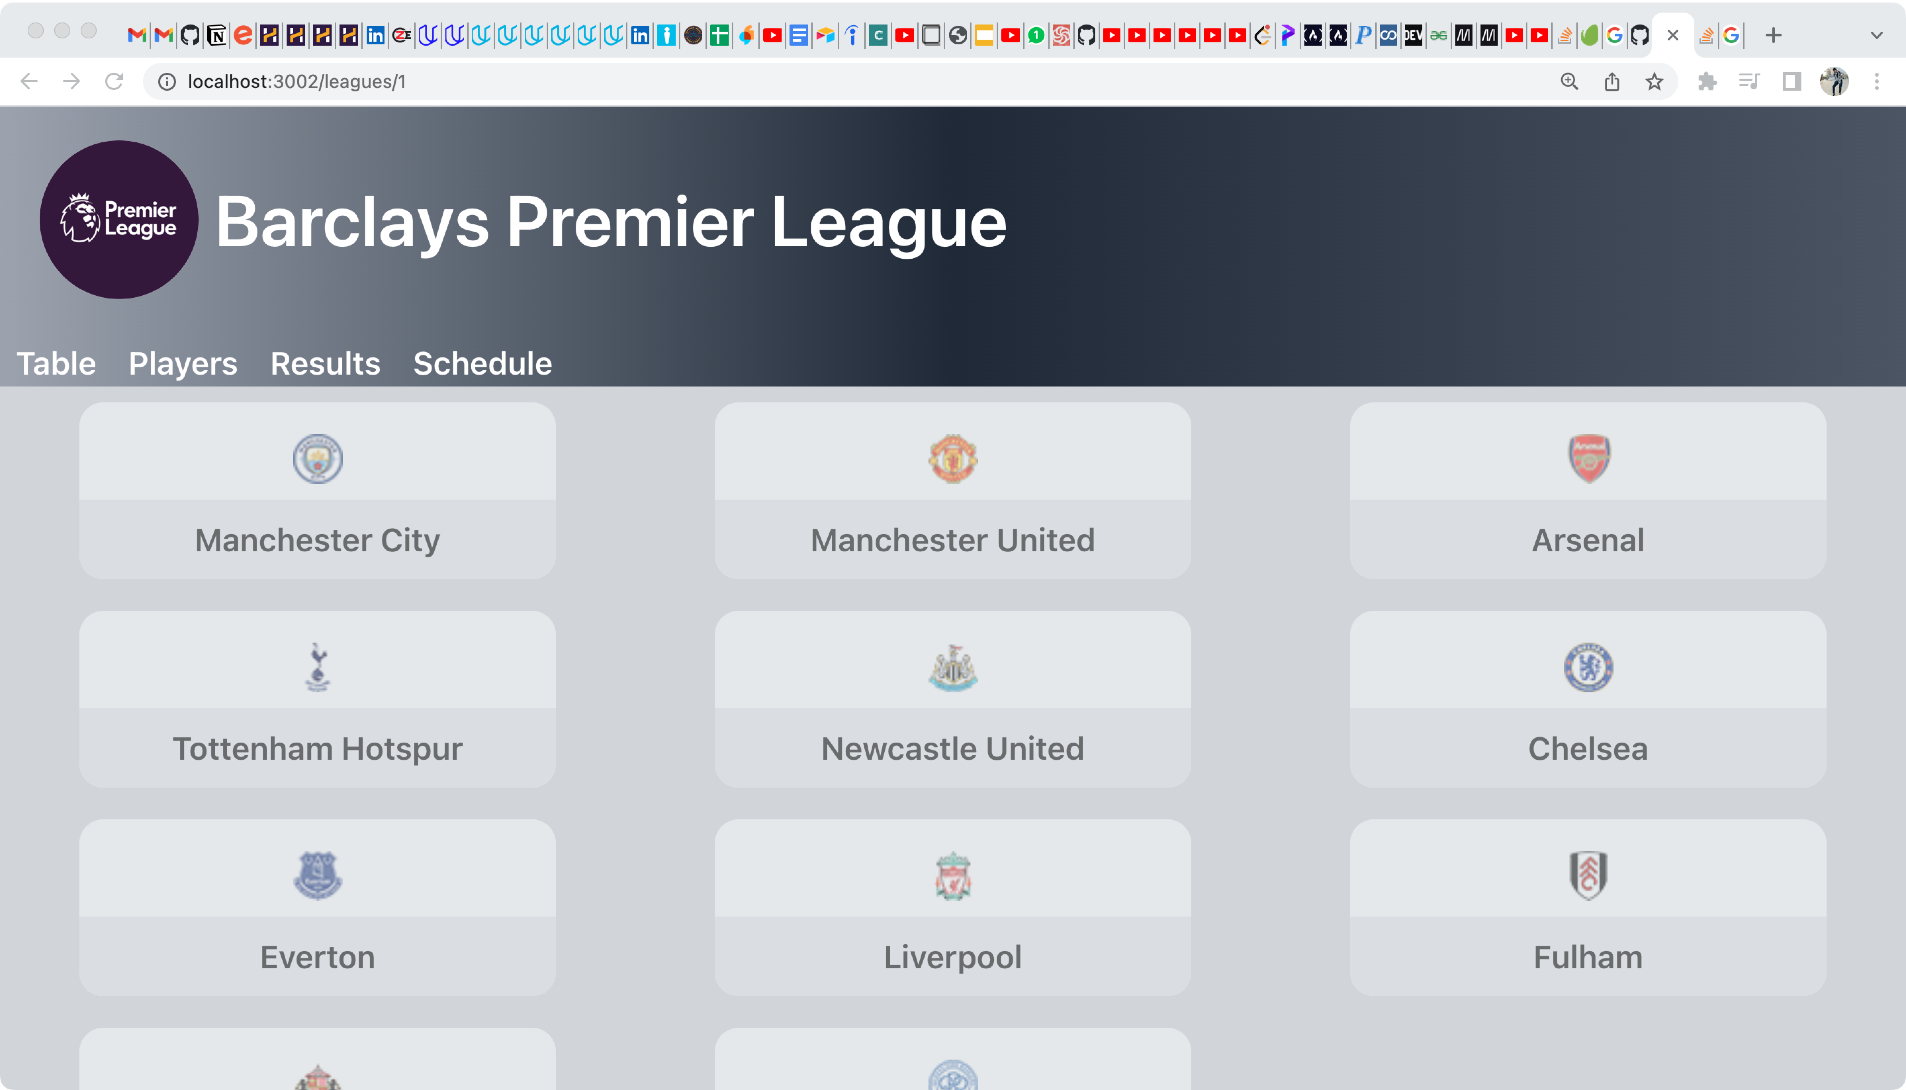 localhost:3002/leagues/1
Premier
League
Barclays Premier League
Table Players Results Schedule
Manchester City
Manchester United
Arsenal
Tottenham Hotspur
Newcastle United
Chelsea
Everton
Liverpool
Fulham